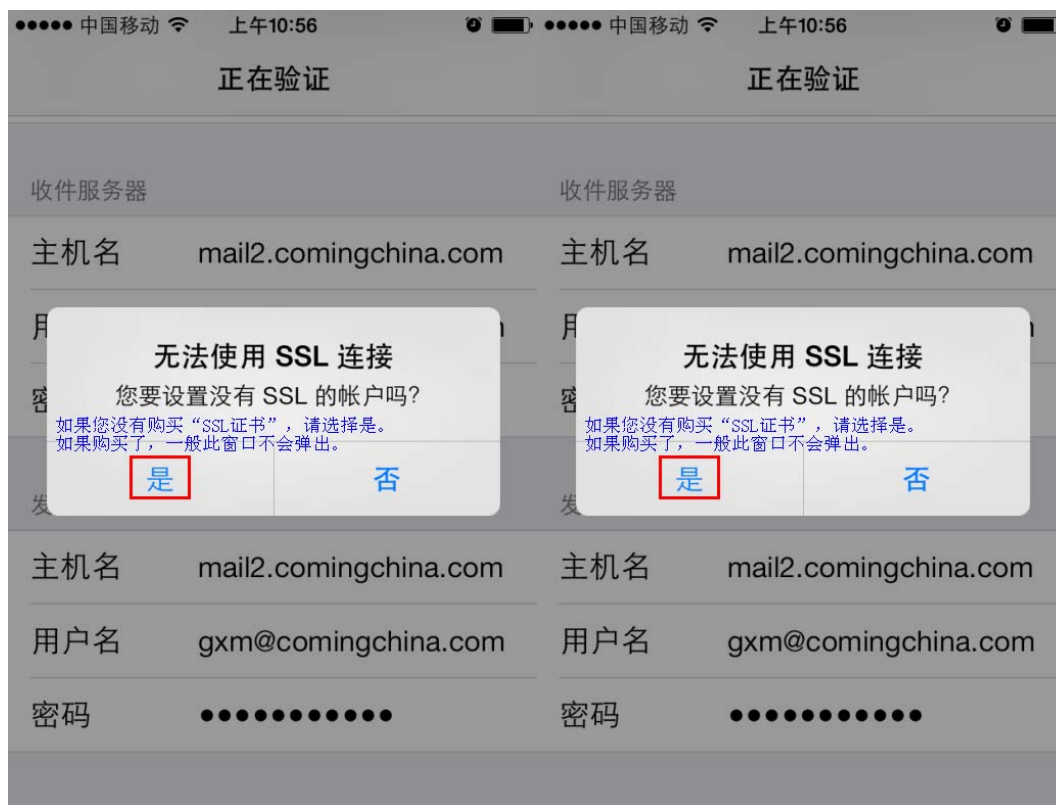 中国移动 上午10:56
正在验证
收件服务器
主机名 mail2.comingchina.com
无法使用 SSL 连接
您要设置没有 SSL 的帐户吗?
如果您没有购买“SSL证书”，请选择是。
如果购买了，一般此窗口不会弹出。
是 否
主机名 mail2.comingchina.com
用户名 gxm@comingchina.com
密码 ●●●●●●●●●●●
中国移动 上午10:56
正在验证
收件服务器
主机名 mail2.comingchina.com
无法使用 SSL 连接
您要设置没有 SSL 的帐户吗?
如果您没有购买“SSL证书”，请选择是。
如果购买了，一般此窗口不会弹出。
是 否
主机名 mail2.comingchina.com
用户名 gxm@comingchina.com
密码 ●●●●●●●●●●●